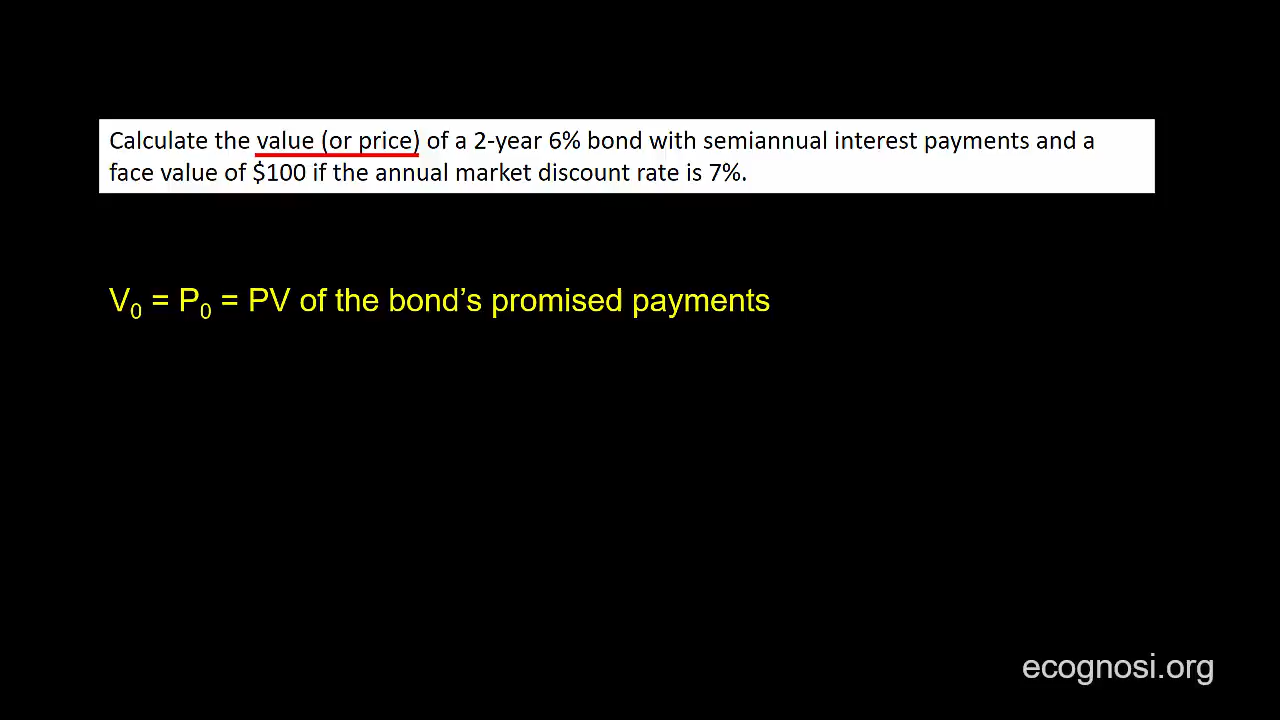 Calculate the value (or price) of a 2-year 6% bond with semiannual interest payments and a
face value of $100 if the annual market discount rate is 7%.
V₀ = P₀ = PV of the bond’s promised payments
ecognosi.org